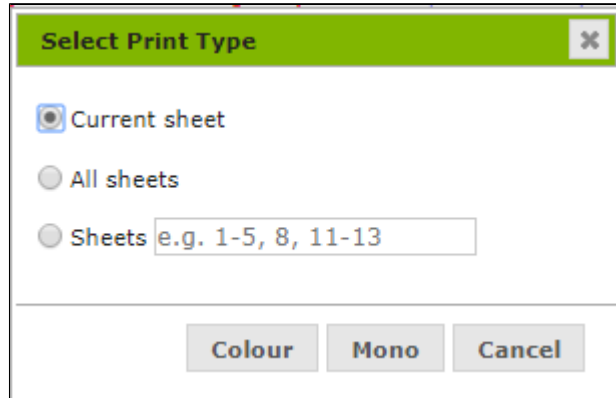 Select Print Type
Current sheet
All sheets
Sheets e.g. 1-5, 8, 11-13
Colour Mono Cancel